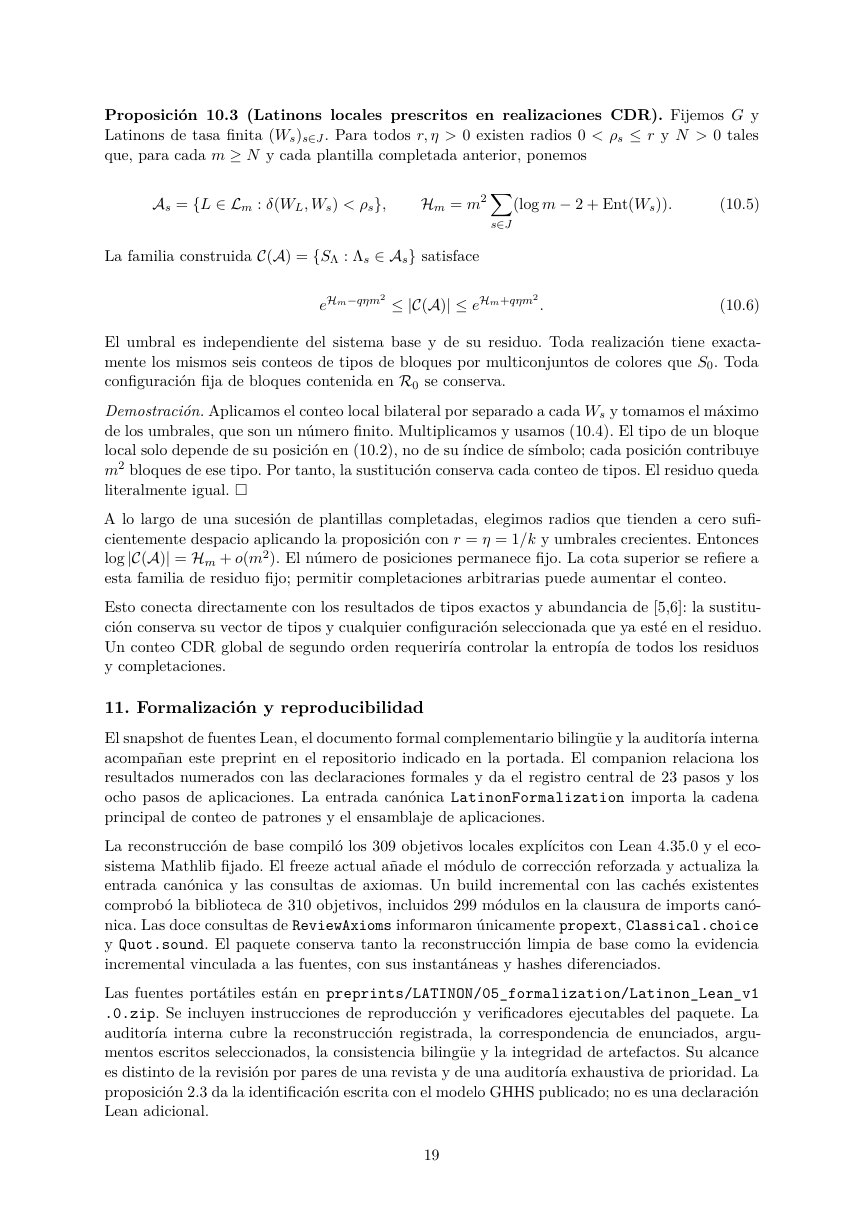 Proposición 10.3 (Latinons locales prescritos en realizaciones CDR). Fijemos G y
Latinons de tasa finita (W_s)_{s∈J}. Para todos r, η > 0 existen radios 0 < ρ_s ≤ r y N > 0 tales
que, para cada m ≥ N y cada plantilla completada anterior, ponemos
𝒜_s = {L ∈ ℒ_m : δ(W_L, W_s) < ρ_s},   ℋ_m = m² ∑_{s∈J} (log m − 2 + Ent(W_s)).   (10.5)
La familia construida 𝒞(𝒜) = {S_Λ : Λ_s ∈ 𝒜_s} satisface
e^{ℋ_m−qηm²} ≤ |𝒞(𝒜)| ≤ e^{ℋ_m+qηm²}.   (10.6)
El umbral es independiente del sistema base y de su residuo. Toda realización tiene exacta-
mente los mismos seis conteos de tipos de bloques por multiconjuntos de colores que S_0. Toda
configuración fija de bloques contenida en ℛ_0 se conserva.
Demostración. Aplicamos el conteo local bilateral por separado a cada W_s y tomamos el máximo
de los umbrales, que son un número finito. Multiplicamos y usamos (10.4). El tipo de un bloque
local solo depende de su posición en (10.2), no de su índice de símbolo; cada posición contribuye
m² bloques de ese tipo. Por tanto, la sustitución conserva cada conteo de tipos. El residuo queda
literalmente igual. □
A lo largo de una sucesión de plantillas completadas, elegimos radios que tienden a cero sufi-
cientemente despacio aplicando la proposición con r = η = 1/k y umbrales crecientes. Entonces
log |𝒞(𝒜)| = ℋ_m + o(m²). El número de posiciones permanece fijo. La cota superior se refiere a
esta familia de residuo fijo; permitir completaciones arbitrarias puede aumentar el conteo.
Esto conecta directamente con los resultados de tipos exactos y abundancia de [5,6]: la sustitu-
ción conserva su vector de tipos y cualquier configuración seleccionada que ya esté en el residuo.
Un conteo CDR global de segundo orden requeriría controlar la entropía de todos los residuos
y completaciones.
11. Formalización y reproducibilidad
El snapshot de fuentes Lean, el documento formal complementario bilingüe y la auditoría interna
acompañan este preprint en el repositorio indicado en la portada. El companion relaciona los
resultados numerados con las declaraciones formales y da el registro central de 23 pasos y los
ocho pasos de aplicaciones. La entrada canónica LatinonFormalization importa la cadena
principal de conteo de patrones y el ensamblaje de aplicaciones.
La reconstrucción de base compiló los 309 objetivos locales explícitos con Lean 4.35.0 y el eco-
sistema Mathlib fijado. El freeze actual añade el módulo de corrección reforzada y actualiza la
entrada canónica y las consultas de axiomas. Un build incremental con las cachés existentes
comprobó la biblioteca de 310 objetivos, incluidos 299 módulos en la clausura de imports canó-
nica. Las doce consultas de ReviewAxioms informaron únicamente propext, Classical.choice
y Quot.sound. El paquete conserva tanto la reconstrucción limpia de base como la evidencia
incremental vinculada a las fuentes, con sus instantáneas y hashes diferenciados.
Las fuentes portátiles están en preprints/LATINON/05_formalization/Latinon_Lean_v1
.0.zip. Se incluyen instrucciones de reproducción y verificadores ejecutables del paquete. La
auditoría interna cubre la reconstrucción registrada, la correspondencia de enunciados, argu-
mentos escritos seleccionados, la consistencia bilingüe y la integridad de artefactos. Su alcance
es distinto de la revisión por pares de una revista y de una auditoría exhaustiva de prioridad. La
proposición 2.3 da la identificación escrita con el modelo GHHS publicado; no es una declaración
Lean adicional.
19